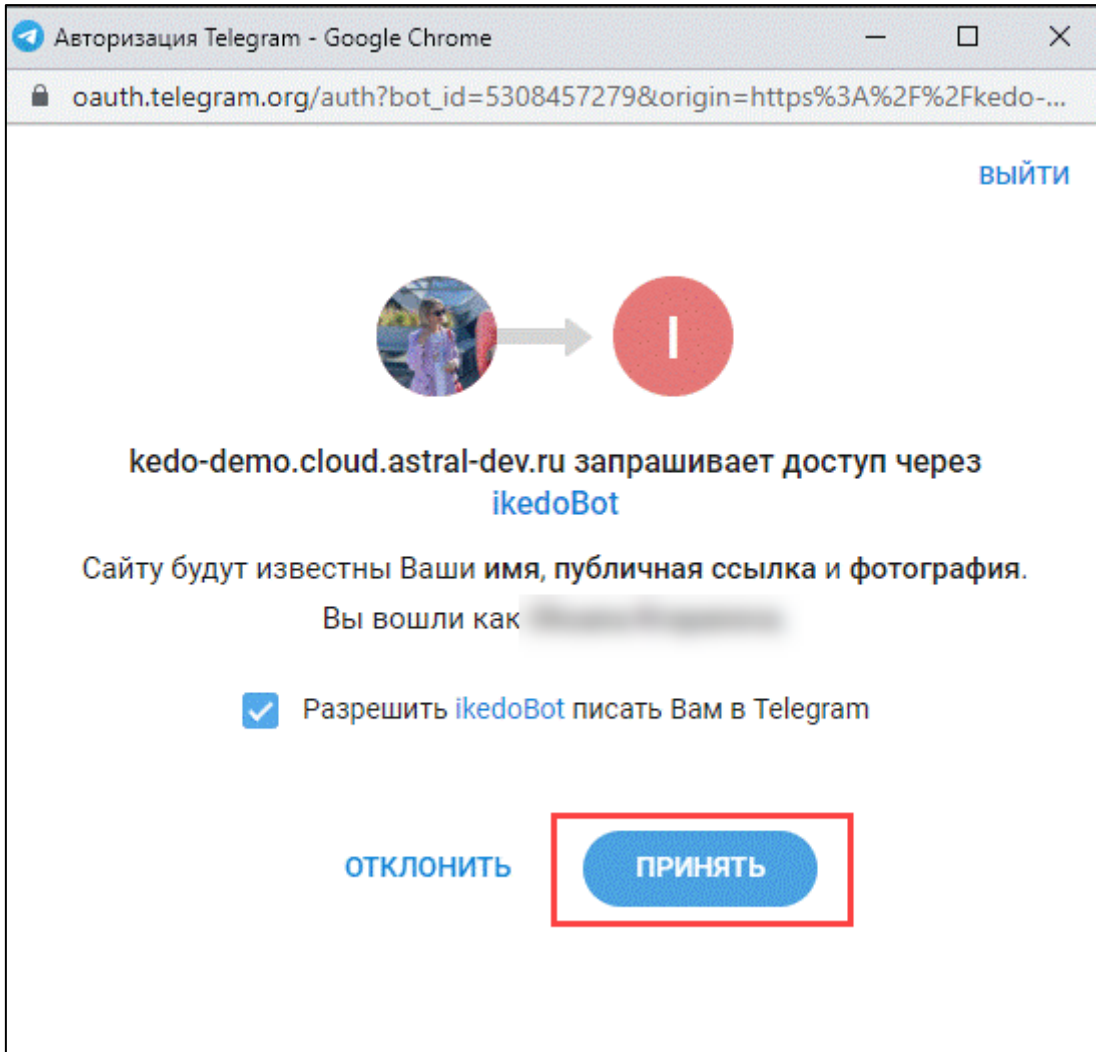 Авторизация Telegram - Google Chrome
oauth.telegram.org/auth?bot_id=5308457279&origin=https%3A%2F%2Fkedo-...
ВЫЙТИ
I
kedo-demo.cloud.astral-dev.ru запрашивает доступ через
ikedoBot
Сайту будут известны Ваши имя, публичная ссылка и фотография.
Вы вошли как
Разрешить ikedoBot писать Вам в Telegram
ОТКЛОНИТЬ
ПРИНЯТЬ